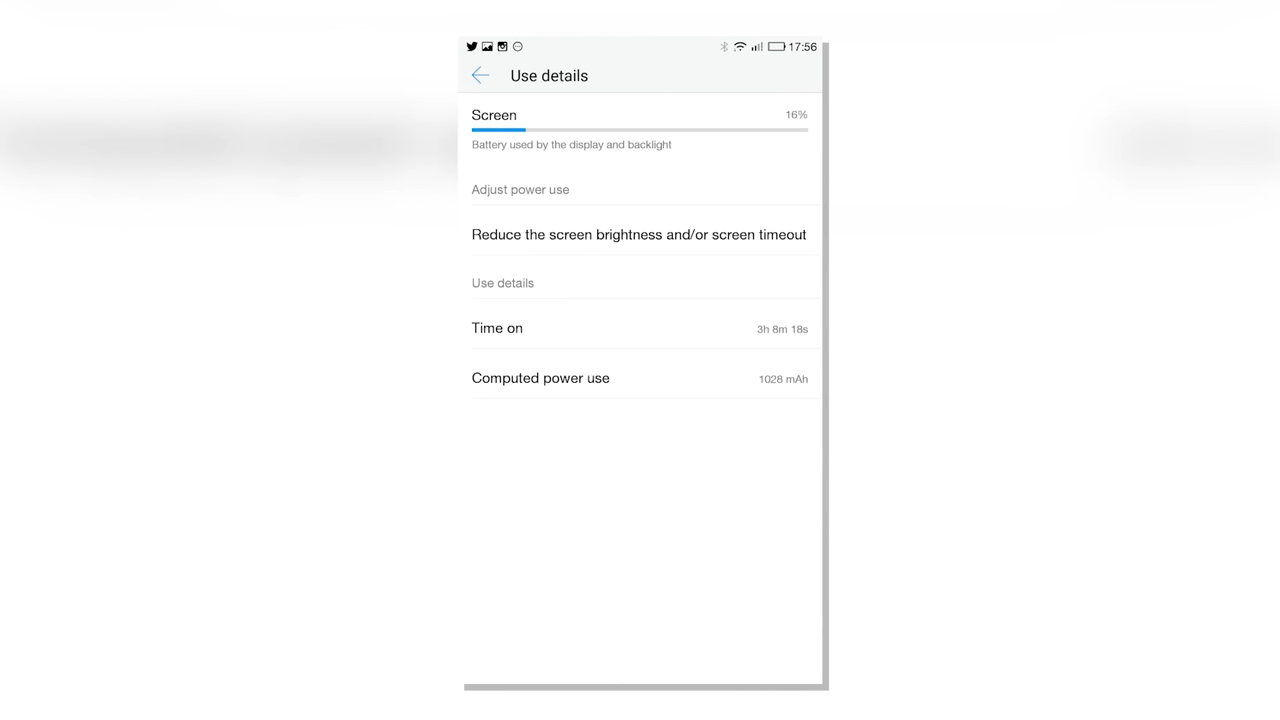 17:56
Use details
Screen 16%
Battery used by the display and backlight
Adjust power use
Reduce the screen brightness and/or screen timeout
Use details
Time on 3h 8m 18s
Computed power use 1028 mAh